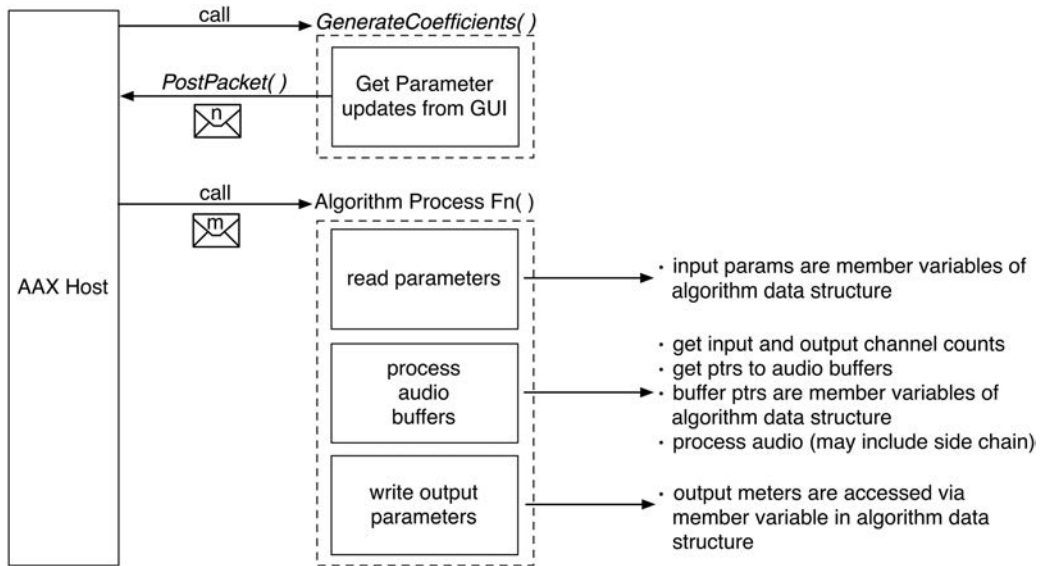 call
GenerateCoefficients( )
Get Parameter
updates from GUI
PostPacket( )
n
call
m
Algorithm Process Fn( )
AAX Host
read parameters
· input params are member variables of
algorithm data structure
process
audio
buffers
· get input and output channel counts
· get ptrs to audio buffers
· buffer ptrs are member variables of
algorithm data structure
· process audio (may include side chain)
write output
parameters
· output meters are accessed via
member variable in algorithm data
structure